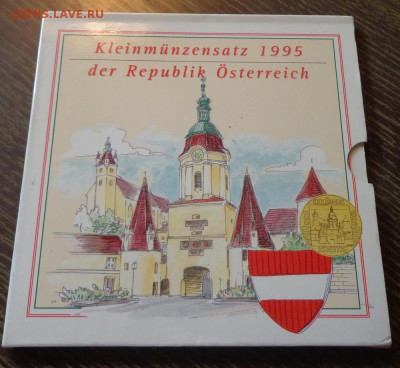 COINS.LAVE.RU
Kleinmünzensatz 1995
der Republik Österreich